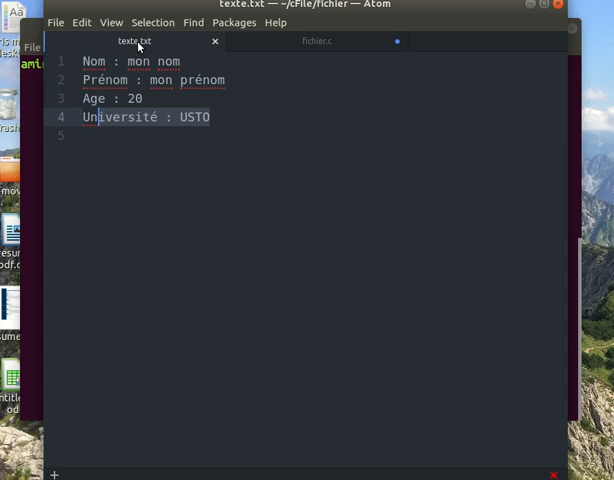 texte.txt — ~/cFile/fichier — Atom
File Edit View Selection Find Packages Help
texte.txt
fichier.c
File
1 Nom : mon nom
2 Prénom : mon prénom
3 Age : 20
4 Université : USTO
5